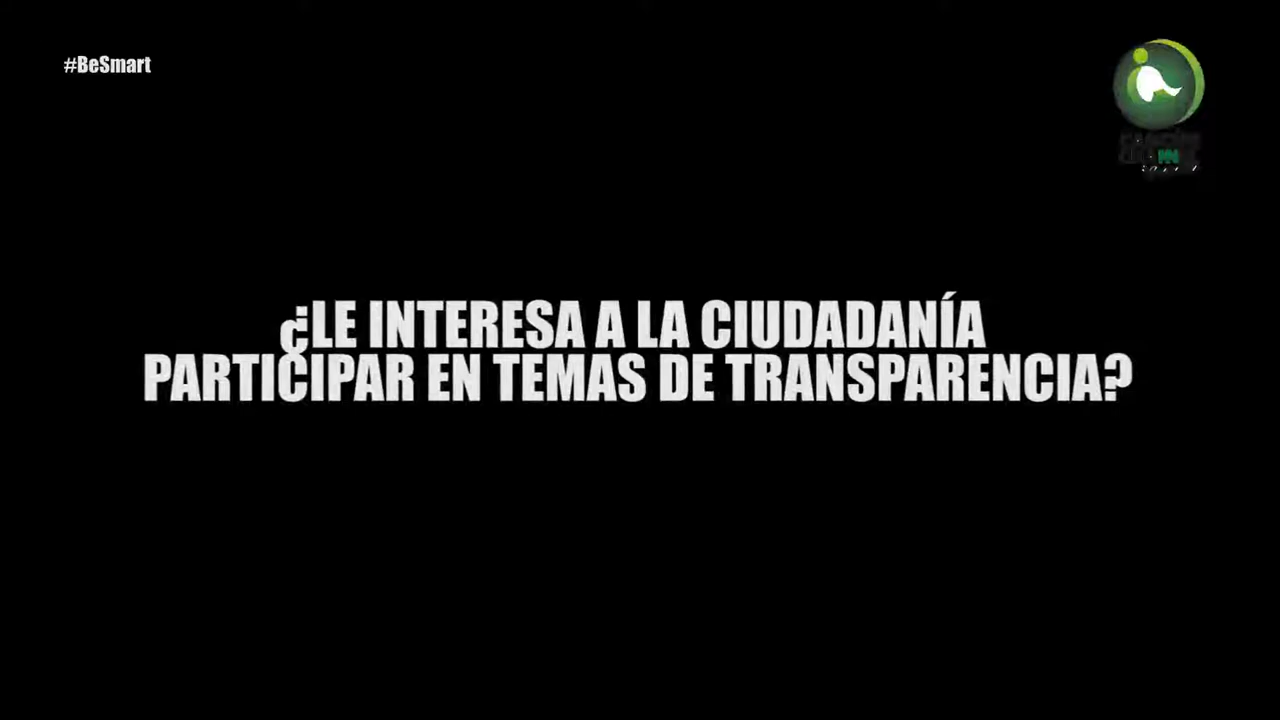 #BeSmart
¿LE INTERESA A LA CIUDADANÍA
PARTICIPAR EN TEMAS DE TRANSPARENCIA?